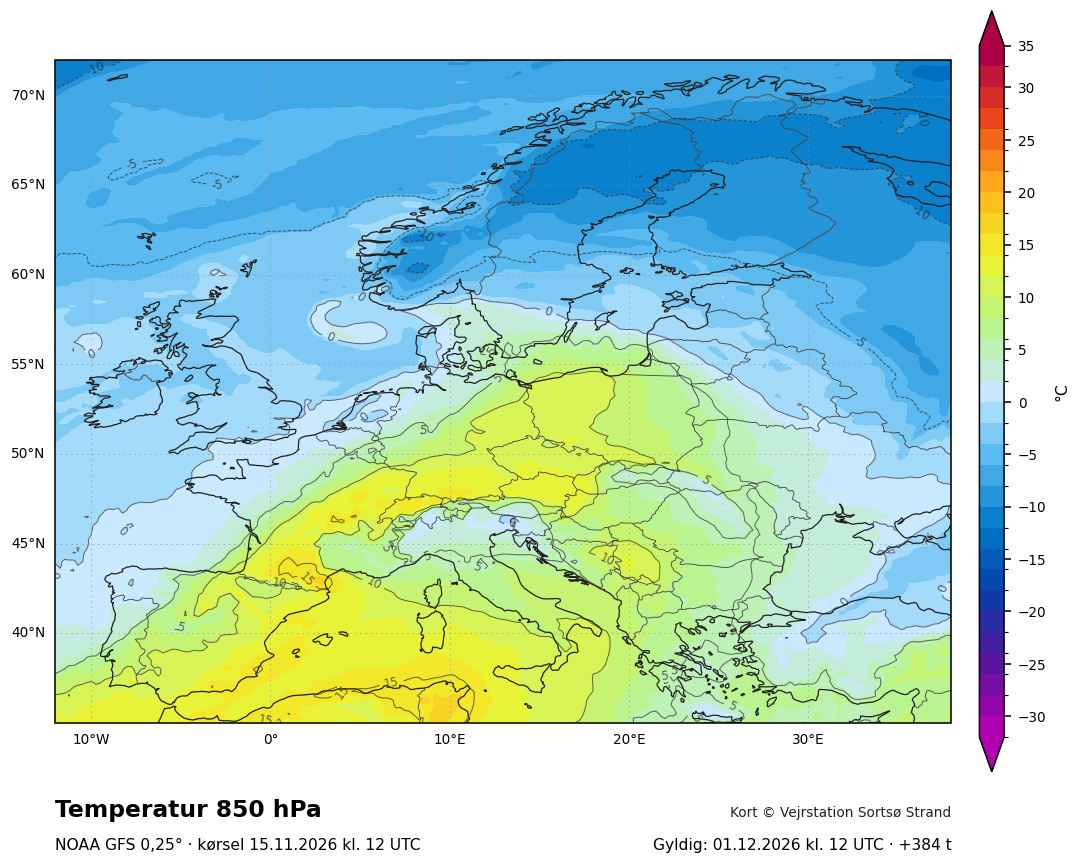 70°N
65°N
60°N
55°N
50°N
45°N
40°N
10°W
0°
10°E
20°E
30°E
35
30
25
20
15
10
5
0
−5
−10
−15
−20
−25
−30
°C
Temperatur 850 hPa
Kort © Vejrstation Sortsø Strand
NOAA GFS 0,25° · kørsel 15.11.2026 kl. 12 UTC
Gyldig: 01.12.2026 kl. 12 UTC · +384 t